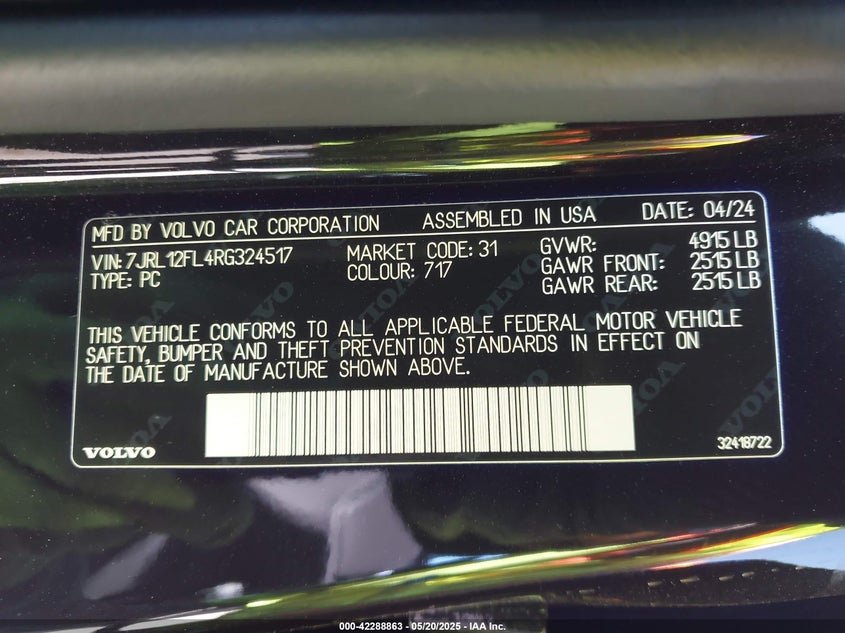 MFD BY VOLVO CAR CORPORATION ASSEMBLED IN USA DATE: 04/24
VIN: 7JRL12FL4RG324517 MARKET CODE: 31 GVWR: 4915 LB
TYPE: PC COLOUR: 717 GAWR FRONT: 2515 LB
GAWR REAR: 2515 LB
THIS VEHICLE CONFORMS TO ALL APPLICABLE FEDERAL MOTOR VEHICLE
SAFETY, BUMPER AND THEFT PREVENTION STANDARDS IN EFFECT ON
THE DATE OF MANUFACTURE SHOWN ABOVE.
VOLVO 32418722
000-42288863 - 05/20/2025 - IAA Inc.